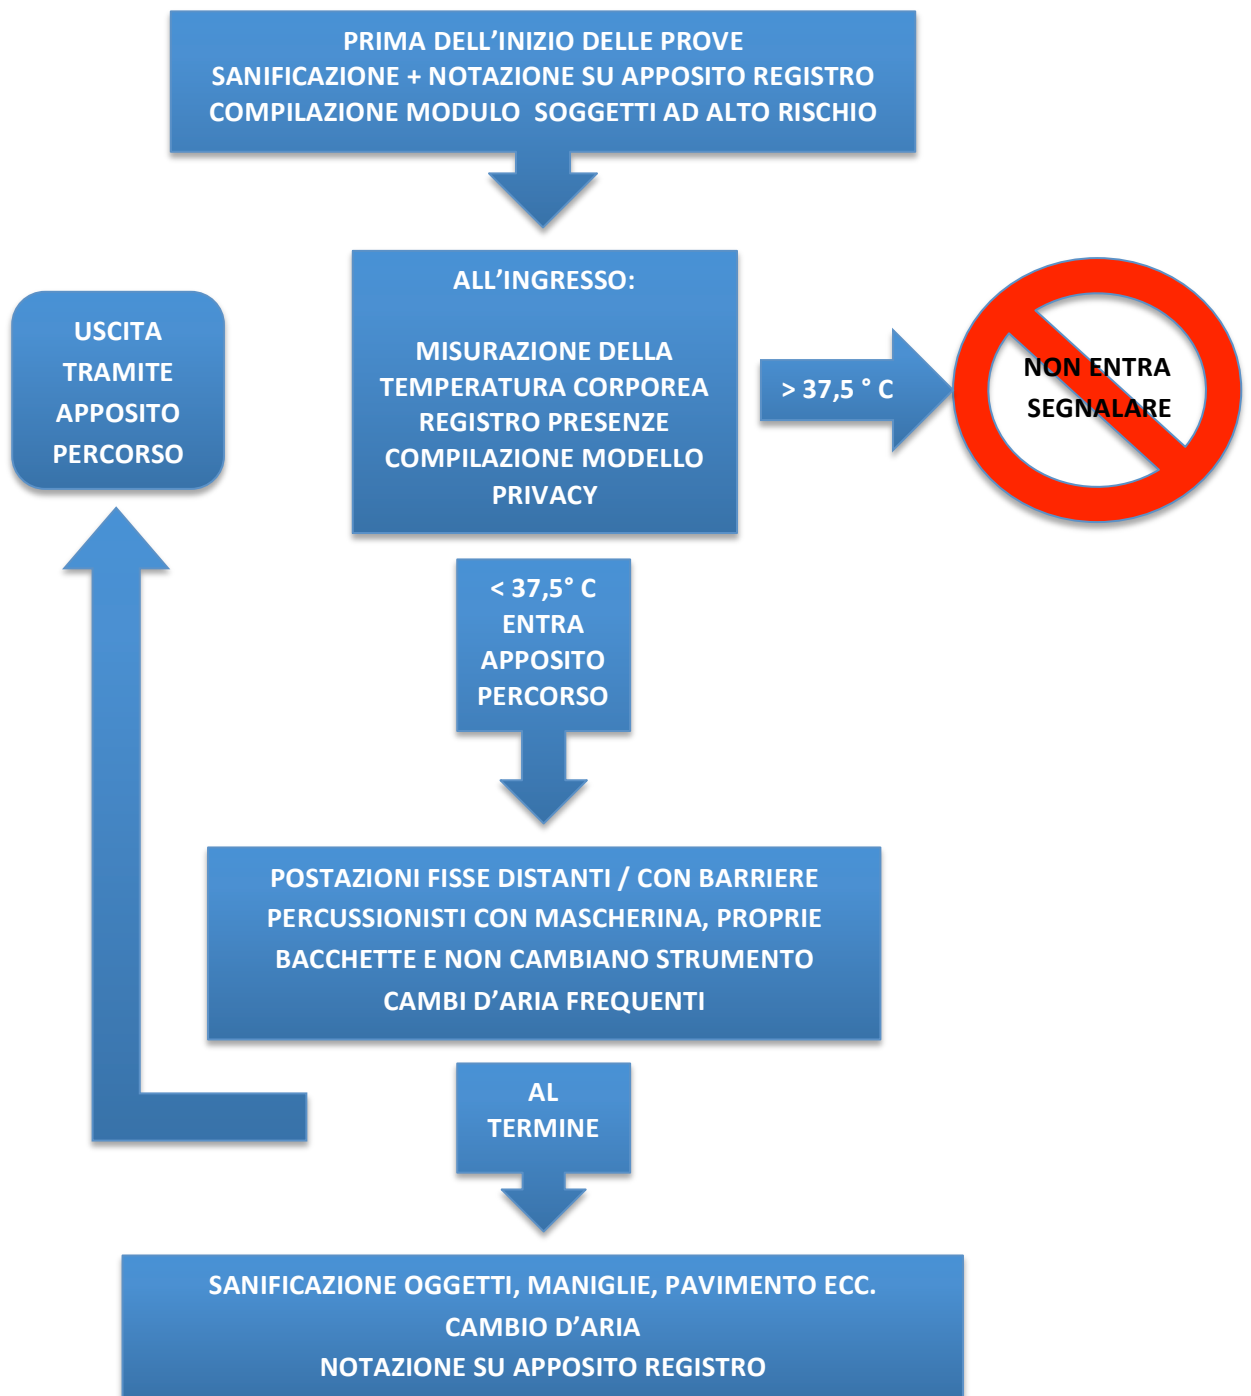 PRIMA DELL’INIZIO DELLE PROVE
SANIFICAZIONE + NOTAZIONE SU APPOSITO REGISTRO
COMPILAZIONE MODULO SOGGETTI AD ALTO RISCHIO
ALL’INGRESSO:
MISURAZIONE DELLA
TEMPERATURA CORPOREA
REGISTRO PRESENZE
COMPILAZIONE MODELLO
PRIVACY
> 37,5 ° C
NON ENTRA
SEGNALARE
USCITA
TRAMITE
APPOSITO
PERCORSO
< 37,5° C
ENTRA
APPOSITO
PERCORSO
POSTAZIONI FISSE DISTANTI / CON BARRIERE
PERCUSSIONISTI CON MASCHERINA, PROPRIE
BACCHETTE E NON CAMBIANO STRUMENTO
CAMBI D’ARIA FREQUENTI
AL
TERMINE
SANIFICAZIONE OGGETTI, MANIGLIE, PAVIMENTO ECC.
CAMBIO D’ARIA
NOTAZIONE SU APPOSITO REGISTRO